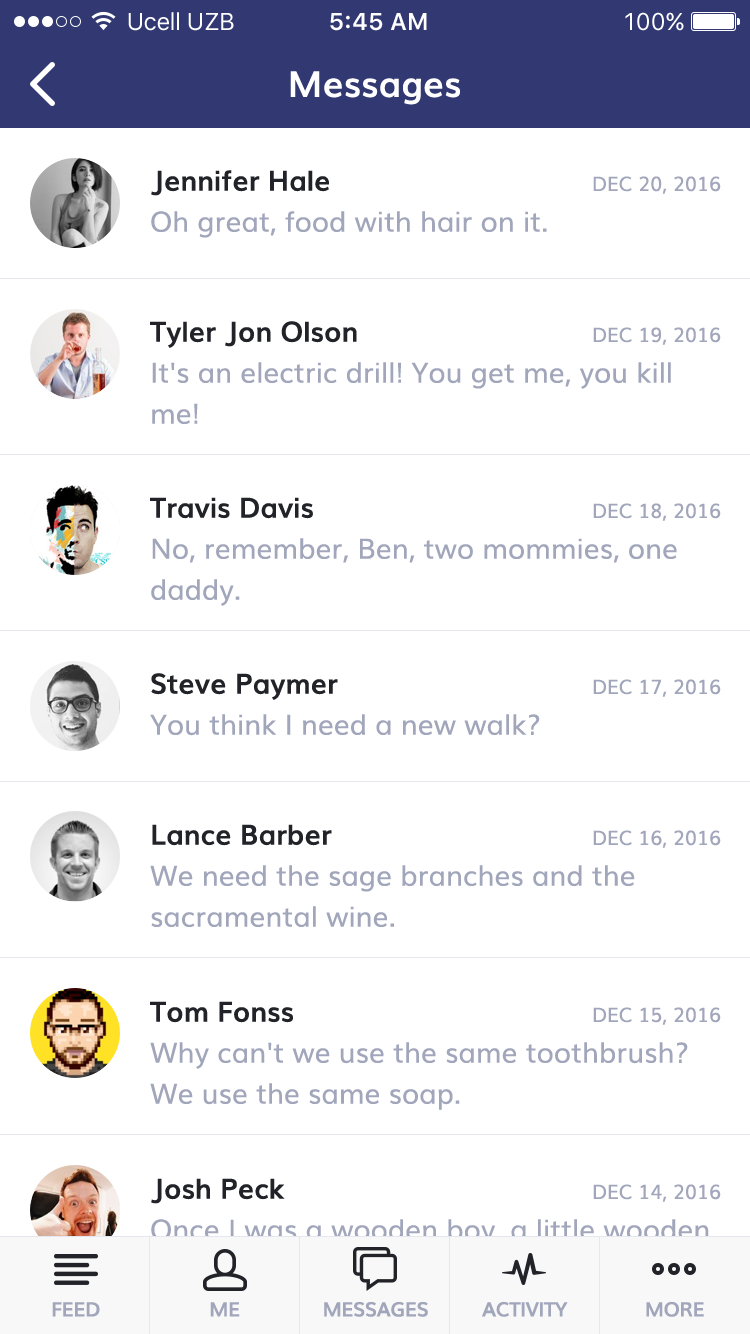 Ucell UZB 5:45 AM 100%
Messages
Jennifer Hale DEC 20, 2016
Oh great, food with hair on it.
Tyler Jon Olson DEC 19, 2016
It's an electric drill! You get me, you kill
me!
Travis Davis DEC 18, 2016
No, remember, Ben, two mommies, one
daddy.
Steve Paymer DEC 17, 2016
You think I need a new walk?
Lance Barber DEC 16, 2016
We need the sage branches and the
sacramental wine.
Tom Fonss DEC 15, 2016
Why can't we use the same toothbrush?
We use the same soap.
Josh Peck DEC 14, 2016
Once I was a wooden boy, a little wooden
FEED ME MESSAGES ACTIVITY MORE